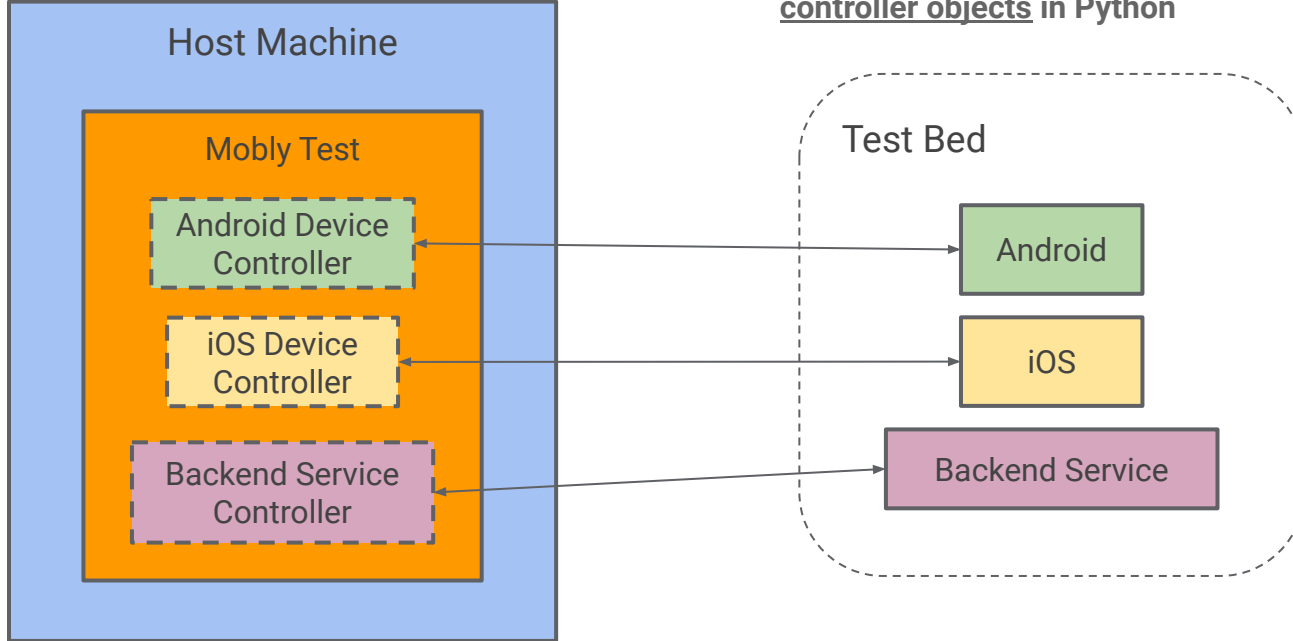 controller objects in Python
Host Machine
Mobly Test
Android Device
Controller
iOS Device
Controller
Backend Service
Controller
Test Bed
Android
iOS
Backend Service